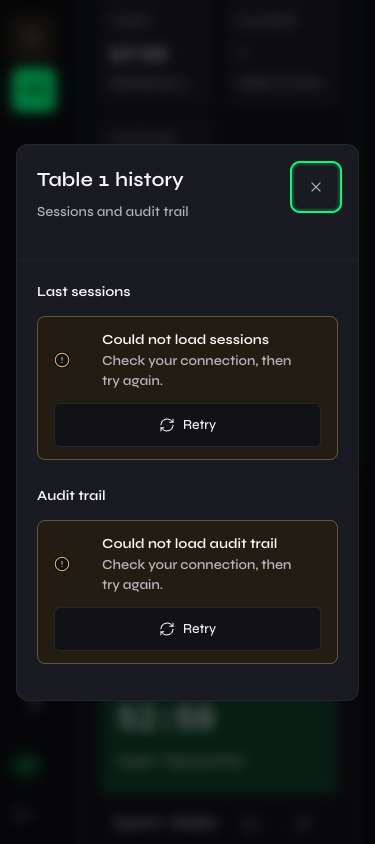 Table 1 history
Sessions and audit trail
Last sessions
Could not load sessions
Check your connection, then
try again.
Retry
Audit trail
Could not load audit trail
Check your connection, then
try again.
Retry